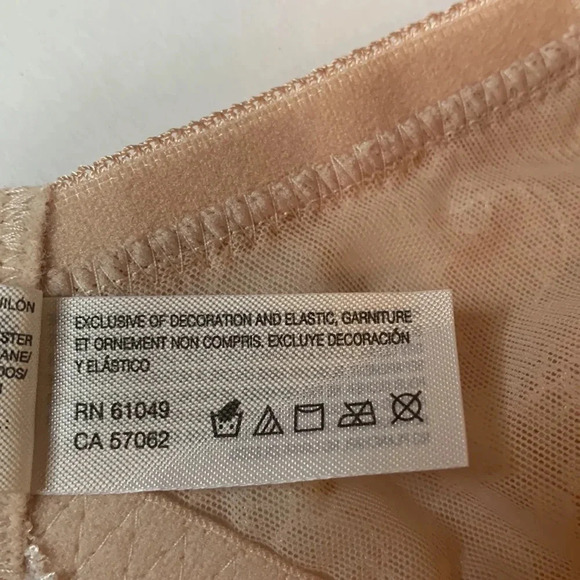 EXCLUSIVE OF DECORATION AND ELASTIC, GARNITURE
ET ORNEMENT NON COMPRIS. EXCLUYE DECORACIÓN
Y ELÁSTICO
RN 61049
CA 57062